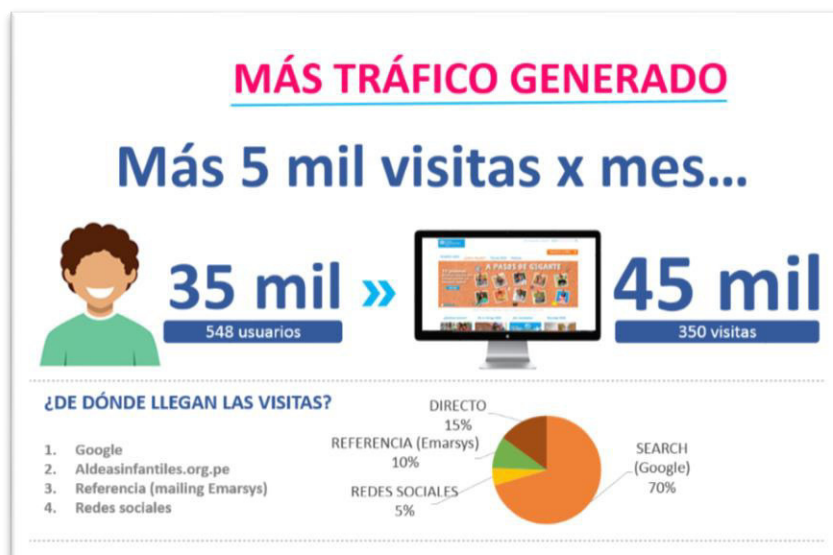 MÁS TRÁFICO GENERADO
Más 5 mil visitas x mes...
35 mil
548 usuarios
»
A PASOS DE GIGANTE
45 mil
350 visitas
¿DE DÓNDE LLEGAN LAS VISITAS?
1. Google
2. Aldeasinfantiles.org.pe
3. Referencia (mailing Emarsys)
4. Redes sociales
DIRECTO
15%
REFERENCIA (Emarsys)
10%
REDES SOCIALES
5%
SEARCH
(Google)
70%